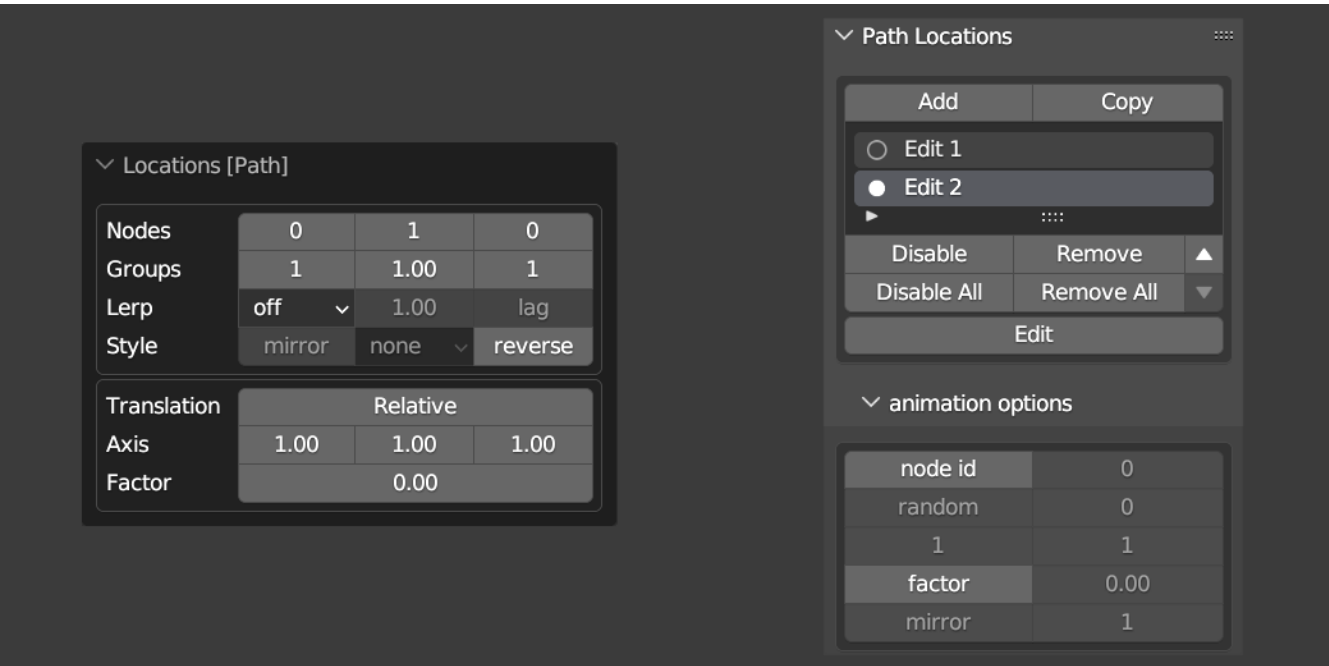 Locations [Path]
Nodes 0 1 0
Groups 1 1.00 1
Lerp off 1.00 lag
Style mirror none reverse
Translation Relative
Axis 1.00 1.00 1.00
Factor 0.00
Path Locations
Add Copy
Edit 1
Edit 2
Disable Remove
Disable All Remove All
Edit
animation options
node id 0
random 0
1 1
factor 0.00
mirror 1